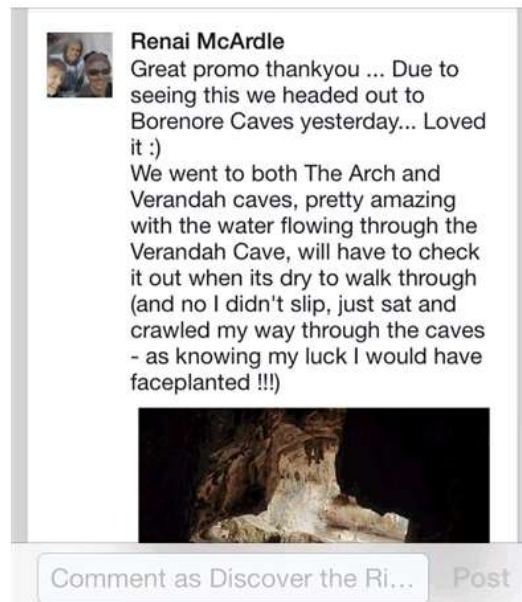 Renai McArdle
Great promo thankyou ... Due to
seeing this we headed out to
Borenore Caves yesterday... Loved
it :)
We went to both The Arch and
Verandah caves, pretty amazing
with the water flowing through the
Verandah Cave, will have to check
it out when its dry to walk through
(and no I didn't slip, just sat and
crawled my way through the caves
- as knowing my luck I would have
faceplanted !!!)
Comment as Discover the Ri... Post